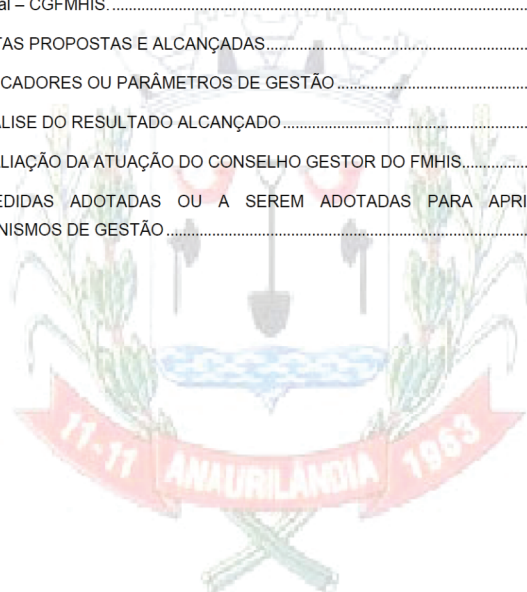 al – CGFMHIS.
TAS PROPOSTAS E ALCANÇADAS
CADORES OU PARÂMETROS DE GESTÃO
ÁLISE DO RESULTADO ALCANÇADO
LIAÇÃO DA ATUAÇÃO DO CONSELHO GESTOR DO FMHIS
EDIDAS ADOTADAS OU A SEREM ADOTADAS PARA APRI
NISMOS DE GESTÃO
11-11 ANAURILÂNDIA 1963